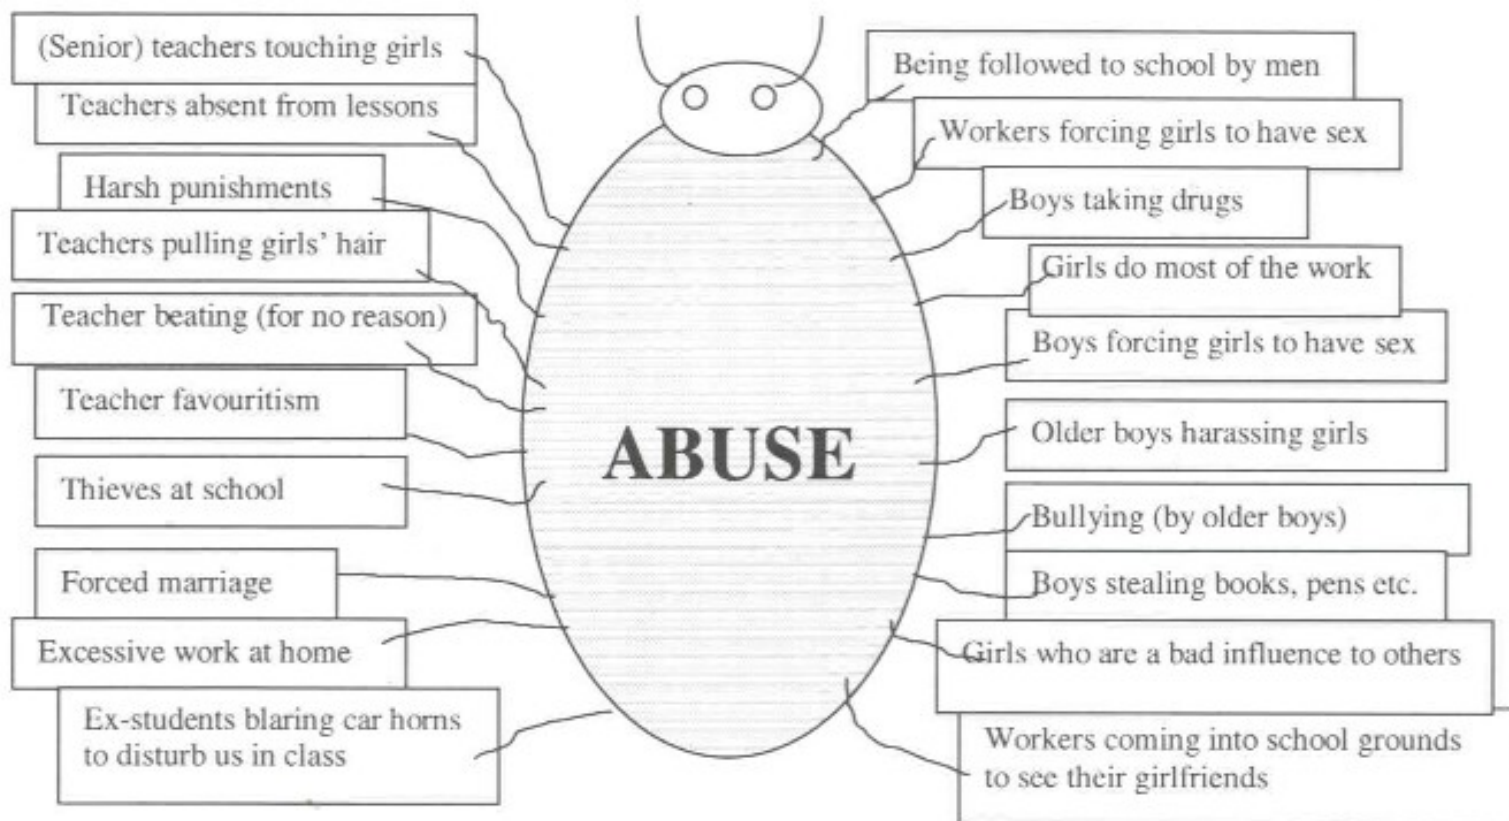 (Senior) teachers touching girls
Teachers absent from lessons
Harsh punishments
Teachers pulling girls' hair
Teacher beating (for no reason)
Teacher favouritism
Thieves at school
Forced marriage
Excessive work at home
Ex-students blaring car horns
to disturb us in class
ABUSE
Being followed to school by men
Workers forcing girls to have sex
Boys taking drugs
Girls do most of the work
Boys forcing girls to have sex
Older boys harassing girls
Bullying (by older boys)
Boys stealing books, pens etc.
Girls who are a bad influence to others
Workers coming into school grounds
to see their girlfriends